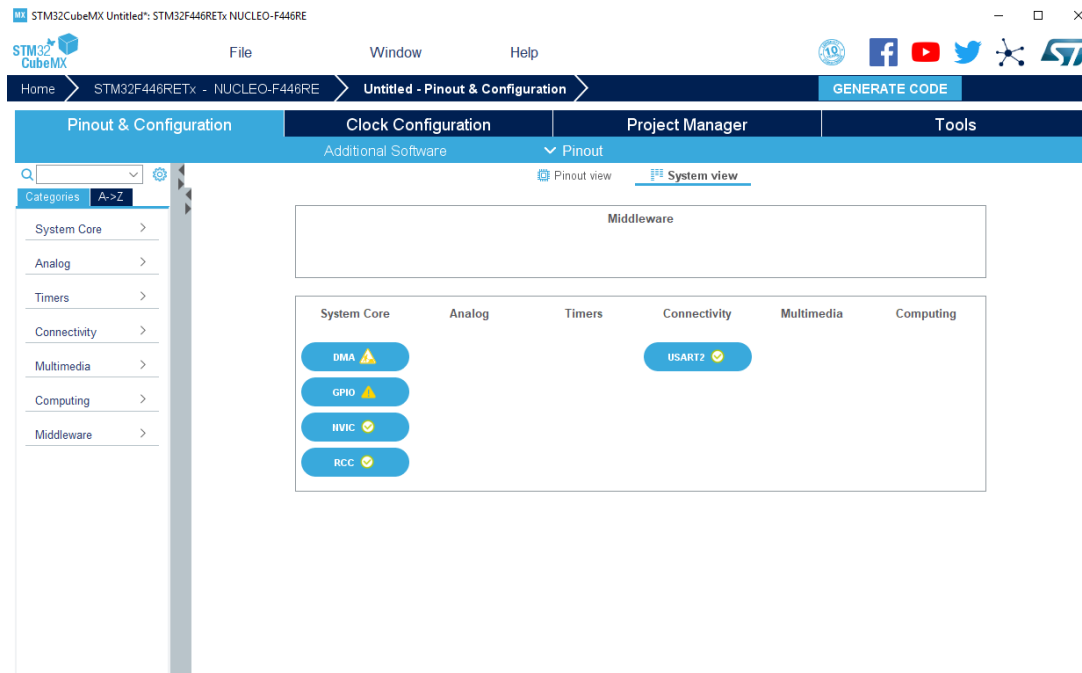 MX STM32CubeMX Untitled*: STM32F446RETx NUCLEO-F446RE
STM32 CubeMX
File Window Help
10
Home STM32F446RETx - NUCLEO-F446RE Untitled - Pinout & Configuration GENERATE CODE
Pinout & Configuration Clock Configuration Project Manager Tools
Additional Software Pinout
Pinout view System view
Categories A->Z
System Core
Analog
Timers
Connectivity
Multimedia
Computing
Middleware
Middleware
System Core Analog Timers Connectivity Multimedia Computing
DMA USART2
GPIO
NVIC
RCC